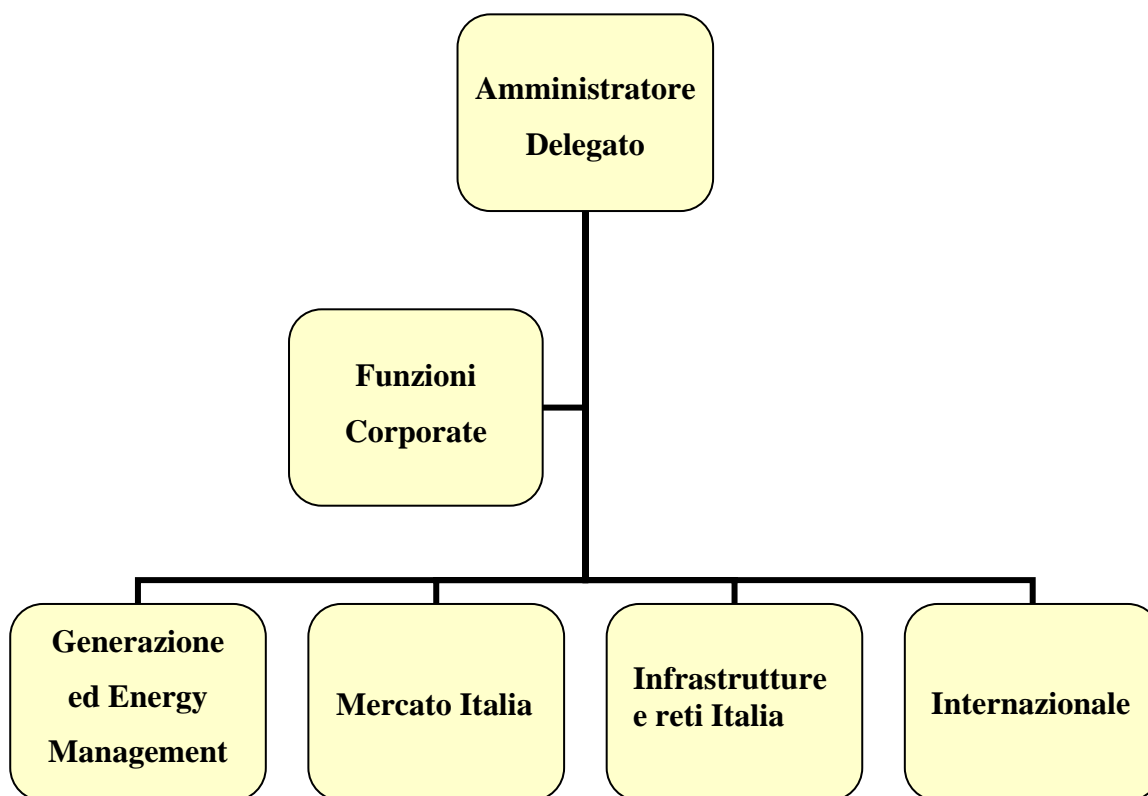 Amministratore
Delegato
Funzioni
Corporate
Generazione
ed Energy
Management
Mercato Italia
Infrastrutture
e reti Italia
Internazionale